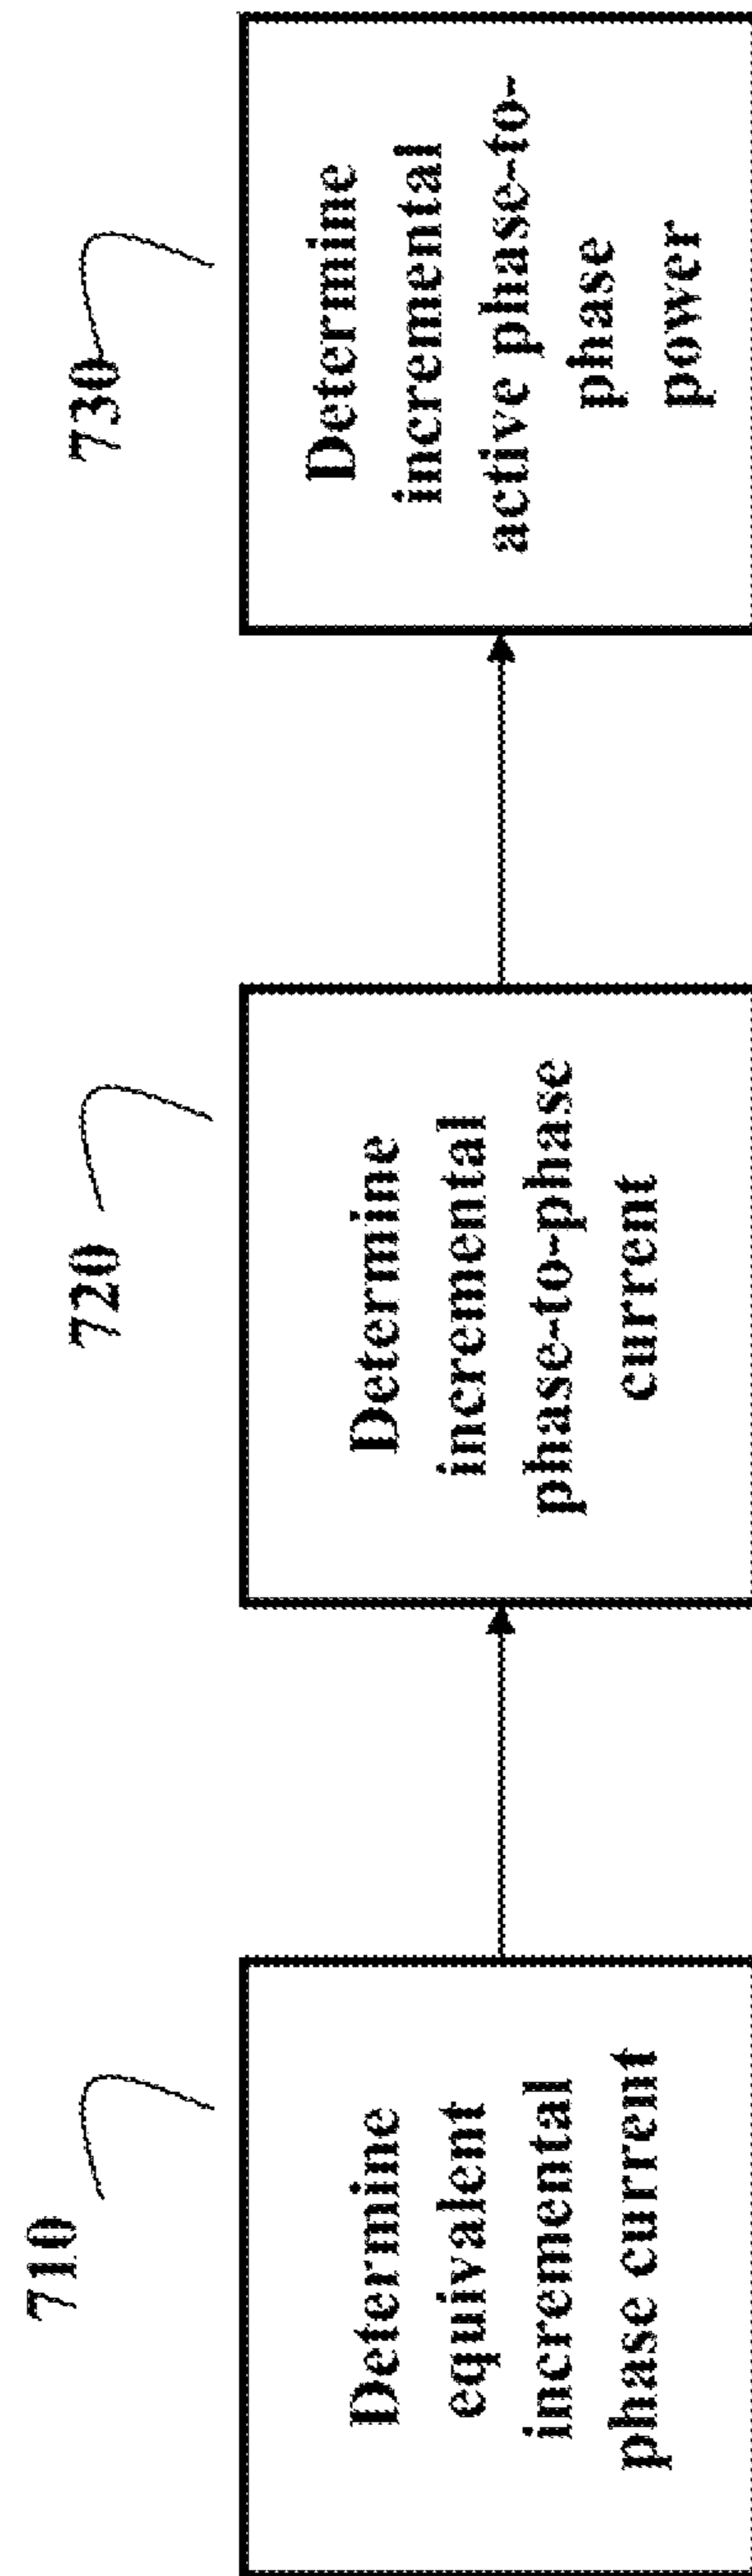 710
Determine
equivalent
incremental
phase current
720
Determine
incremental
phase-to-phase
current
730
Determine
incremental
active phase-to-
phase
power